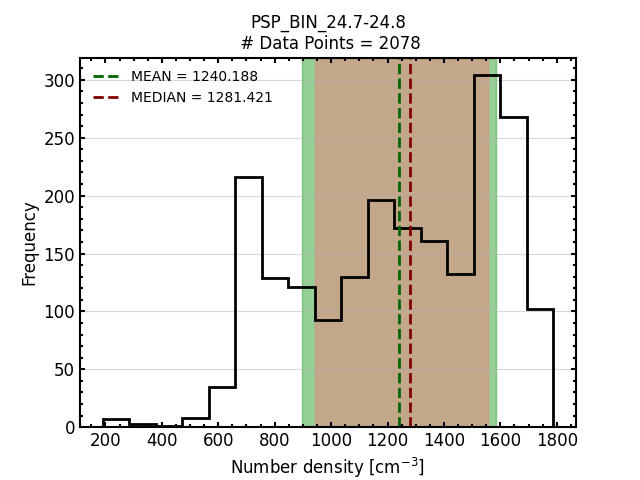 PSP_BIN_24.7-24.8
# Data Points = 2078
MEAN = 1240.188
MEDIAN = 1281.421
300
250
200
150
100
50
0
Frequency
200 400 600 800 1000 1200 1400 1600 1800
Number density [cm⁻³]